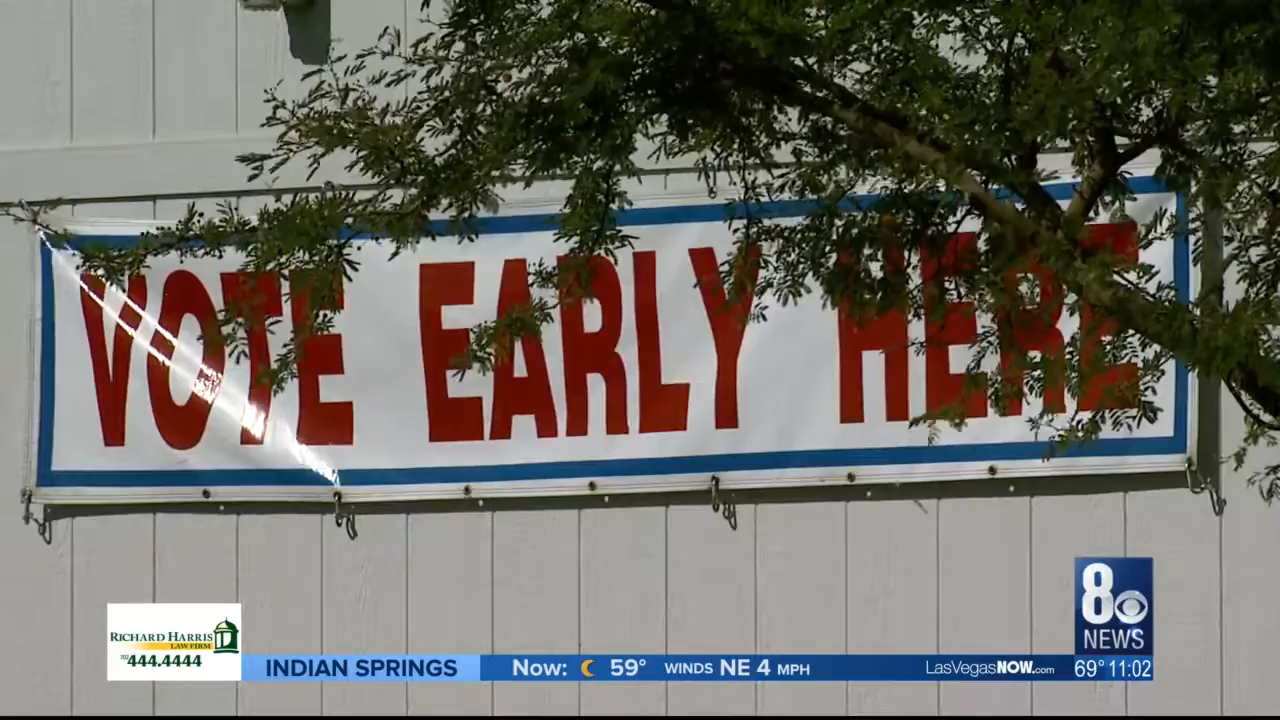 VOTE EARLY HERE
8
NEWS
RICHARD HARRIS
LAW FIRM
702 444.4444
INDIAN SPRINGS
Now: 59° WINDS NE 4 MPH
LasVegasNOW.com
69° 11:02